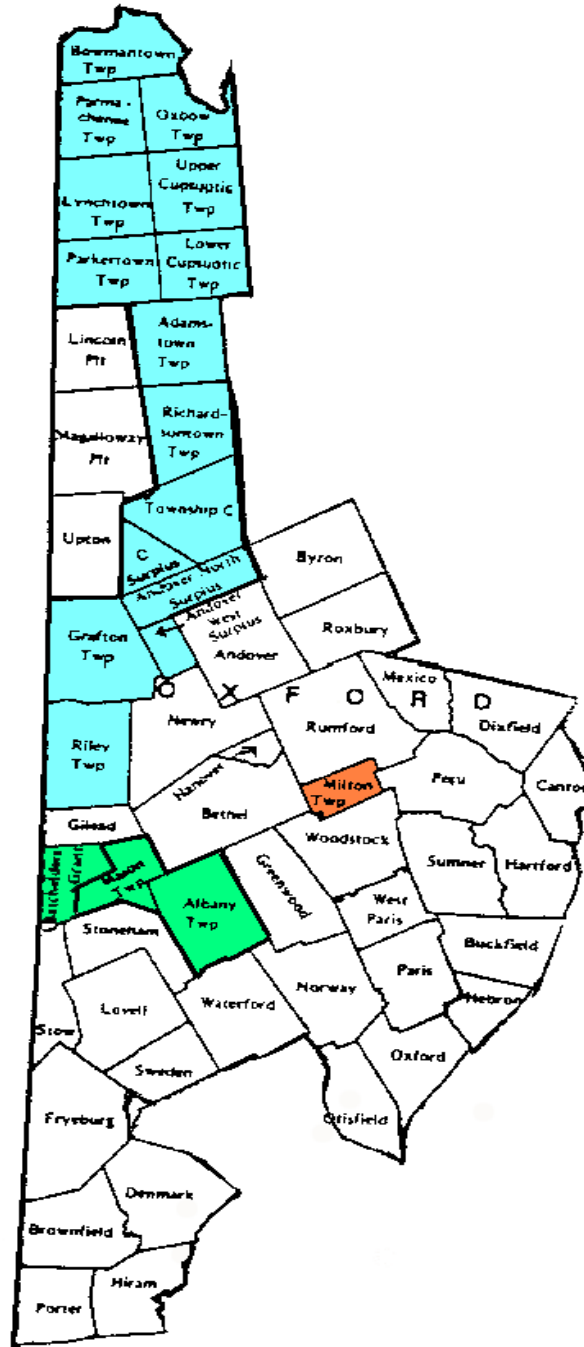 Bowmantown
Twp
Parma-
chenee
Twp
Oxbow
Twp
Upper
Cupsuptic
Twp
Lynchtown
Twp
Parkertown
Twp
Lower
Cupsuptic
Twp
Lincoln
Plt
Adams-
town
Twp
Magalloway
Plt
Richard-
sontown
Twp
Township C
Upton
C
Surplus
Andover North
Surplus
Andover
West
Surplus
Byron
Roxbury
Grafton
Twp
Andover
OXFORD
Mexico
Newry
Rumford
Dixfield
Riley
Twp
Hanover
Milton
Twp
Peru
Canton
Gilead
Bethel
Woodstock
Batchelders
Grant
Mason
Twp
Albany
Twp
Greenwood
Sumner
Hartford
West
Paris
Stoneham
Buckfield
Lovell
Waterford
Norway
Paris
Hebron
Stow
Sweden
Oxford
Fryeburg
Otisfield
Denmark
Brownfield
Hiram
Porter